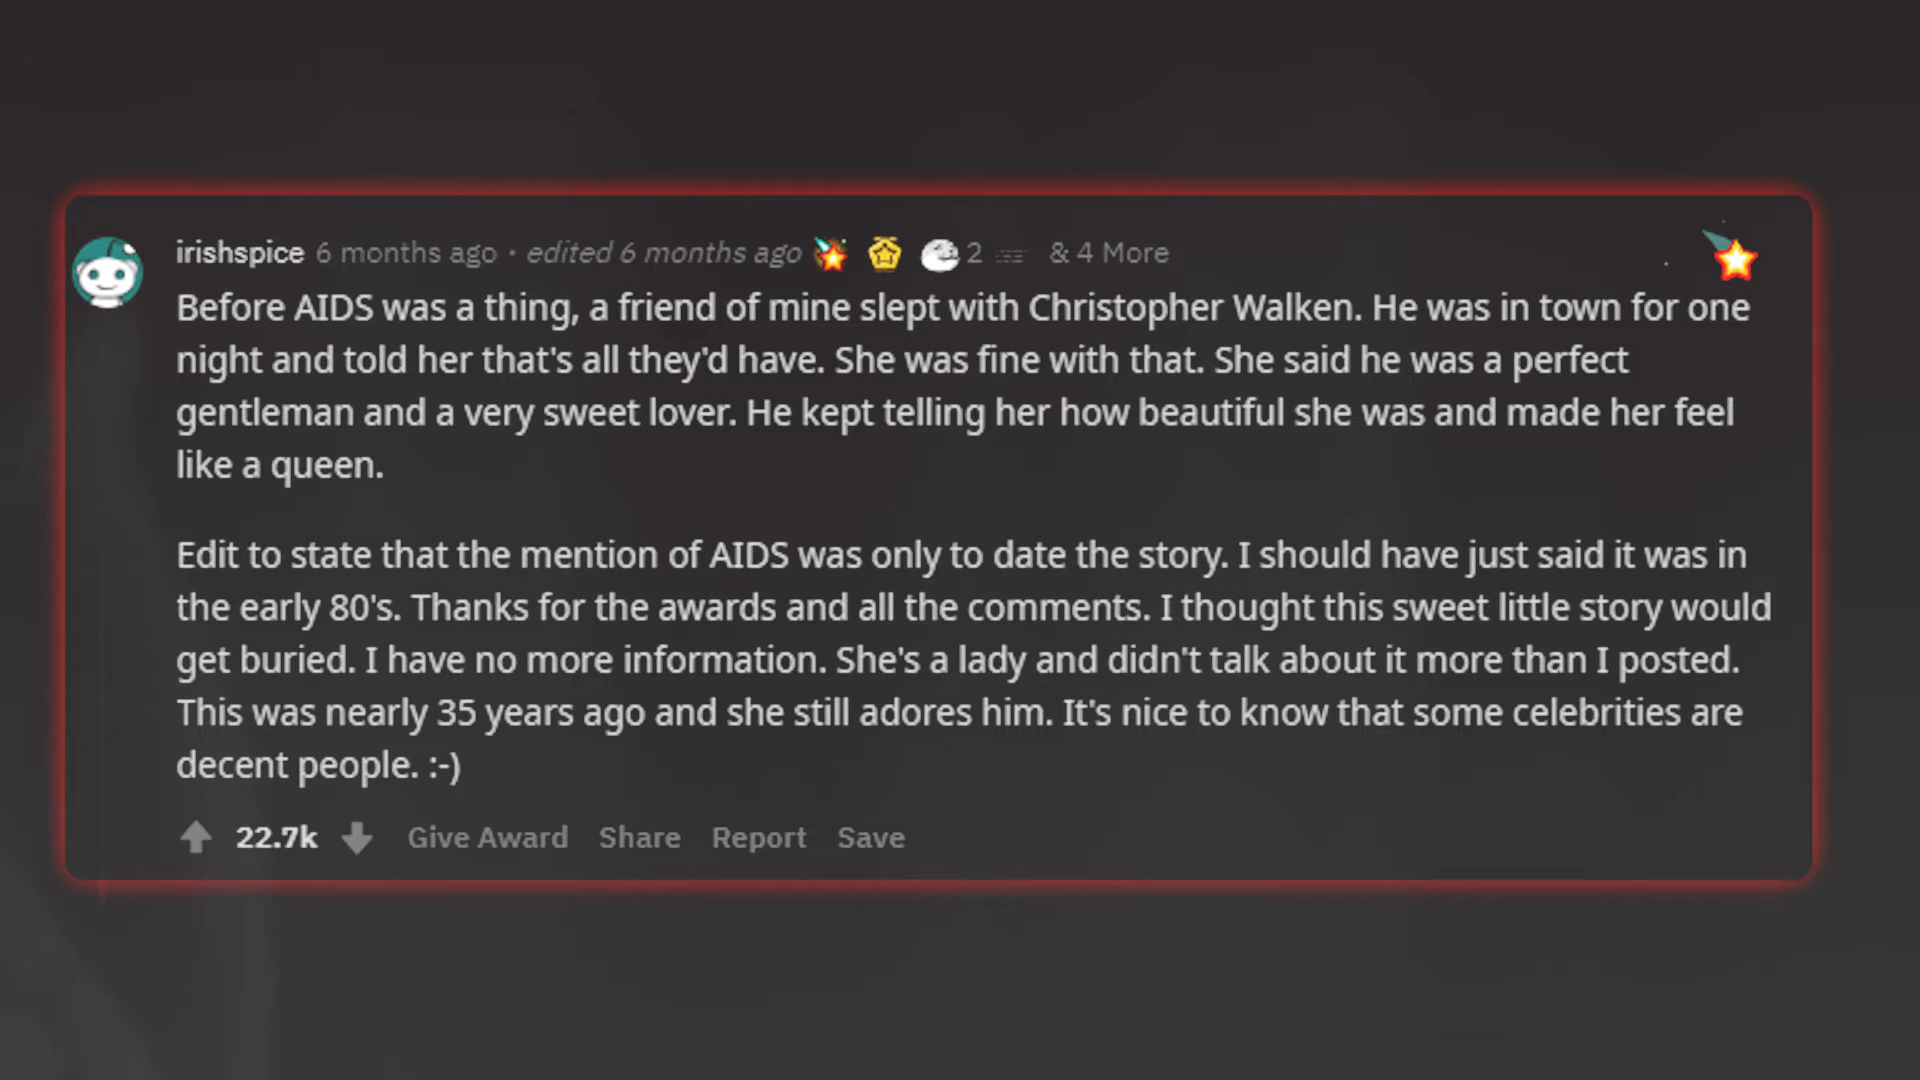 irishspice 6 months ago · edited 6 months ago 2 & 4 More
Before AIDS was a thing, a friend of mine slept with Christopher Walken. He was in town for one
night and told her that's all they'd have. She was fine with that. She said he was a perfect
gentleman and a very sweet lover. He kept telling her how beautiful she was and made her feel
like a queen.
Edit to state that the mention of AIDS was only to date the story. I should have just said it was in
the early 80's. Thanks for the awards and all the comments. I thought this sweet little story would
get buried. I have no more information. She's a lady and didn't talk about it more than I posted.
This was nearly 35 years ago and she still adores him. It's nice to know that some celebrities are
decent people. :-)
22.7k Give Award Share Report Save